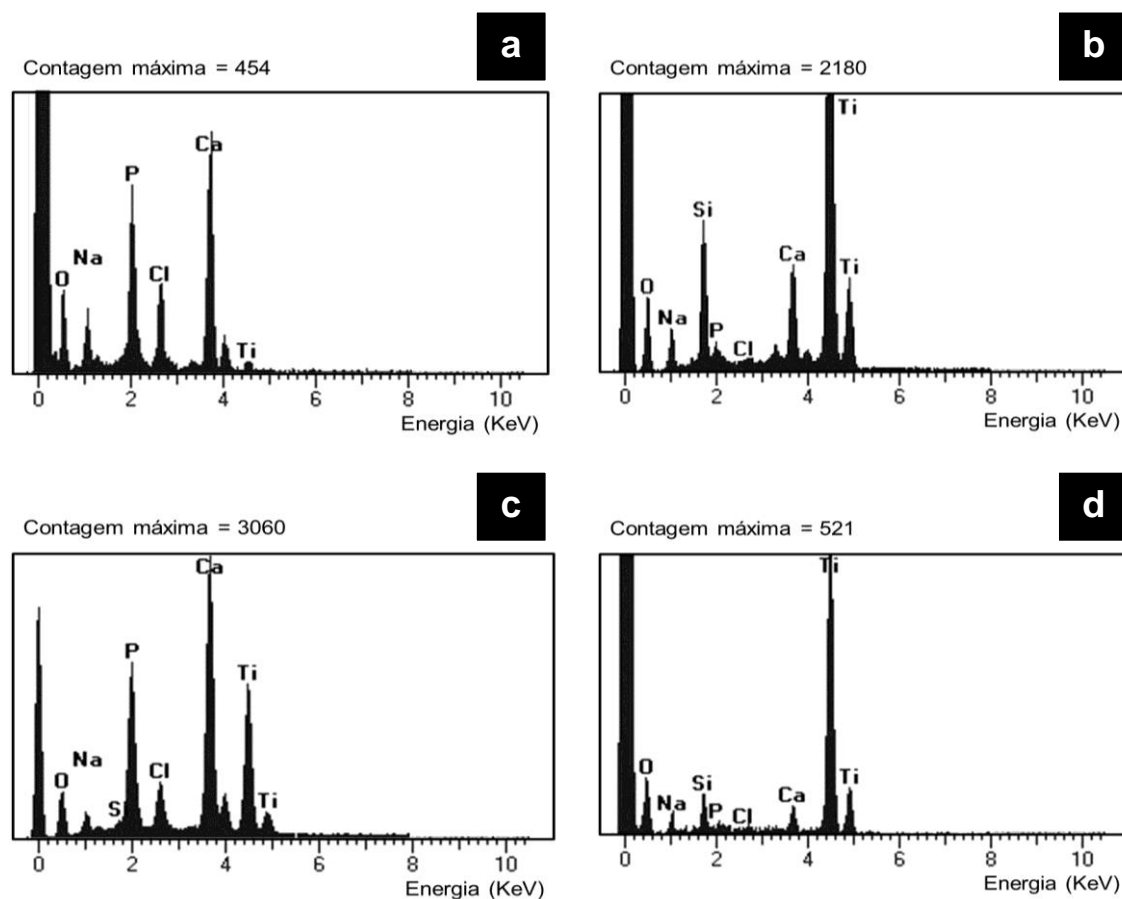 a
Contagem máxima = 454
O
Na
P
Cl
Ca
Ti
0 2 4 6 8 10
Energia (KeV)
b
Contagem máxima = 2180
O
Na
Si
P
Cl
Ca
Ti
Ti
0 2 4 6 8 10
Energia (KeV)
c
Contagem máxima = 3060
O
Na
Si
P
Cl
Ca
Ti
Ti
0 2 4 6 8 10
Energia (KeV)
d
Contagem máxima = 521
O
Na
Si
P
Cl
Ca
Ti
Ti
0 2 4 6 8 10
Energia (KeV)